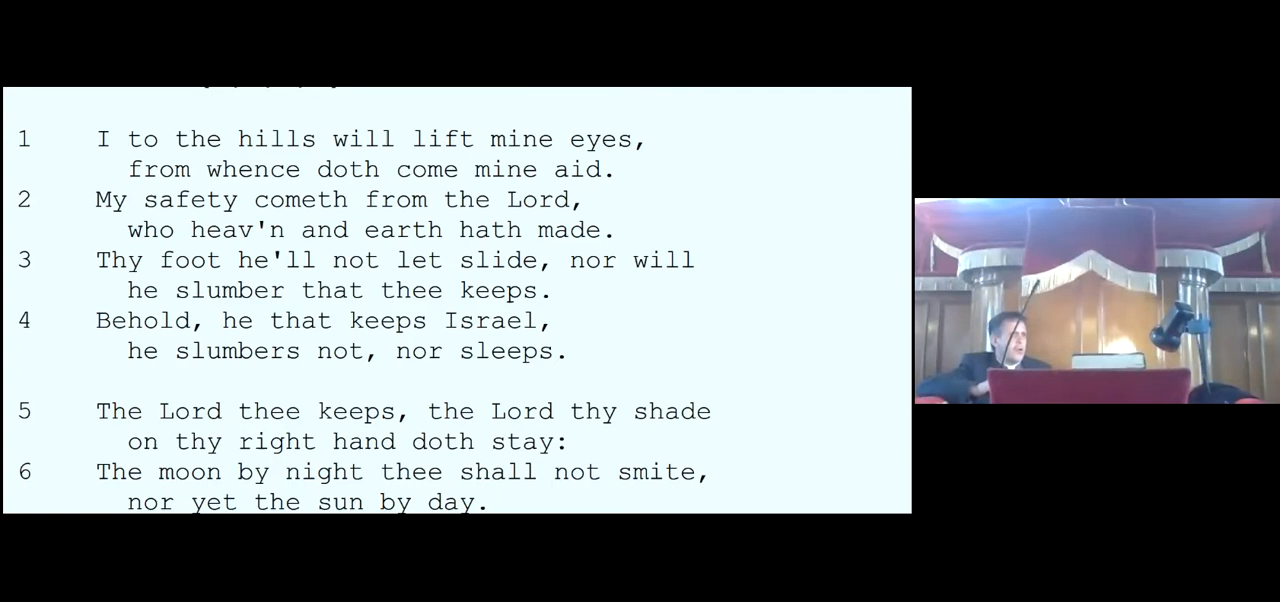 1 I to the hills will lift mine eyes,
from whence doth come mine aid.
2 My safety cometh from the Lord,
who heav'n and earth hath made.
3 Thy foot he'll not let slide, nor will
he slumber that thee keeps.
4 Behold, he that keeps Israel,
he slumbers not, nor sleeps.
5 The Lord thee keeps, the Lord thy shade
on thy right hand doth stay:
6 The moon by night thee shall not smite,
nor yet the sun by day.